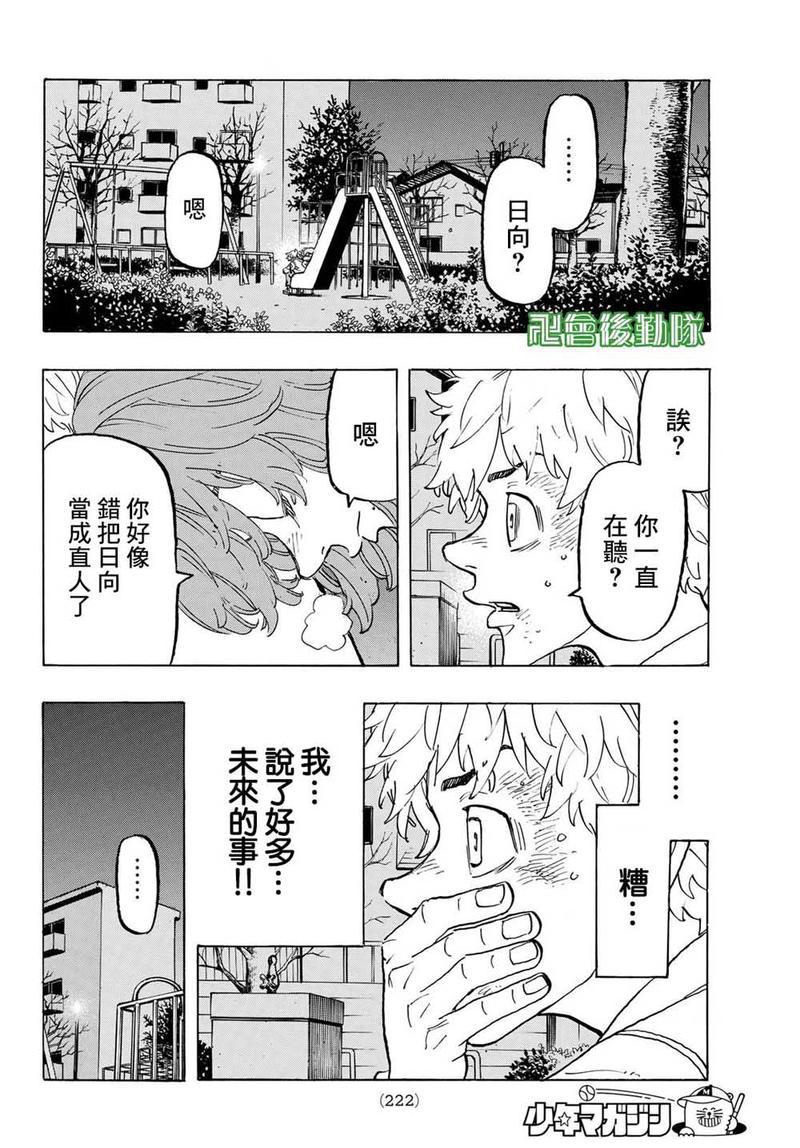 ……
日向？
嗯
卍會後勤隊
誒？
你一直
在聽？
嗯
你好像
錯把日向
當成直人了
……
糟…
我…
說了好多…
未來的事!!
……
(222)
少年マガジン